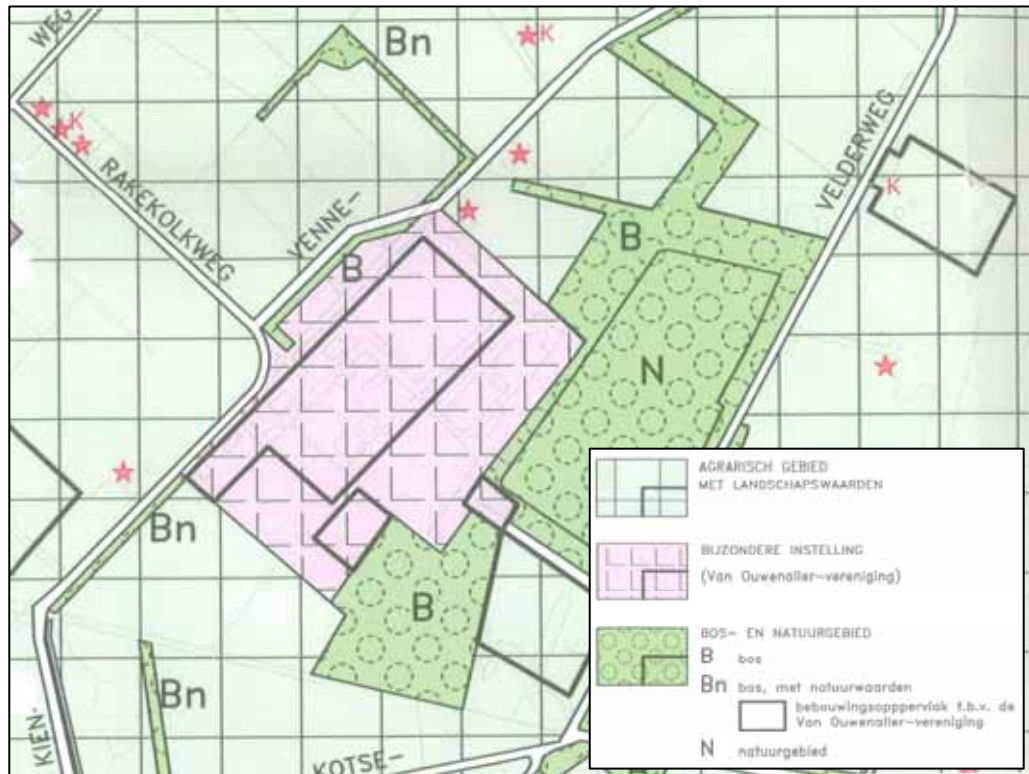 WEG
Bn
K
K
RAKEKOLKWEG
VENNE-
VELDERWEG
K
B
B
N
Bn
B
Bn
KIEN-
KOTSE-
AGRARISCH GEBIED
MET LANDSCHAPSWAARDEN
BIJZONDERE INSTELLING
(Van Ouwenaller-vereniging)
BOS- EN NATUURGEBIED
B bos
Bn bos, met natuurwaarden
bebouwingsopppervlak t.b.v. de
Van Ouwenaller-vereniging
N natuurgebied